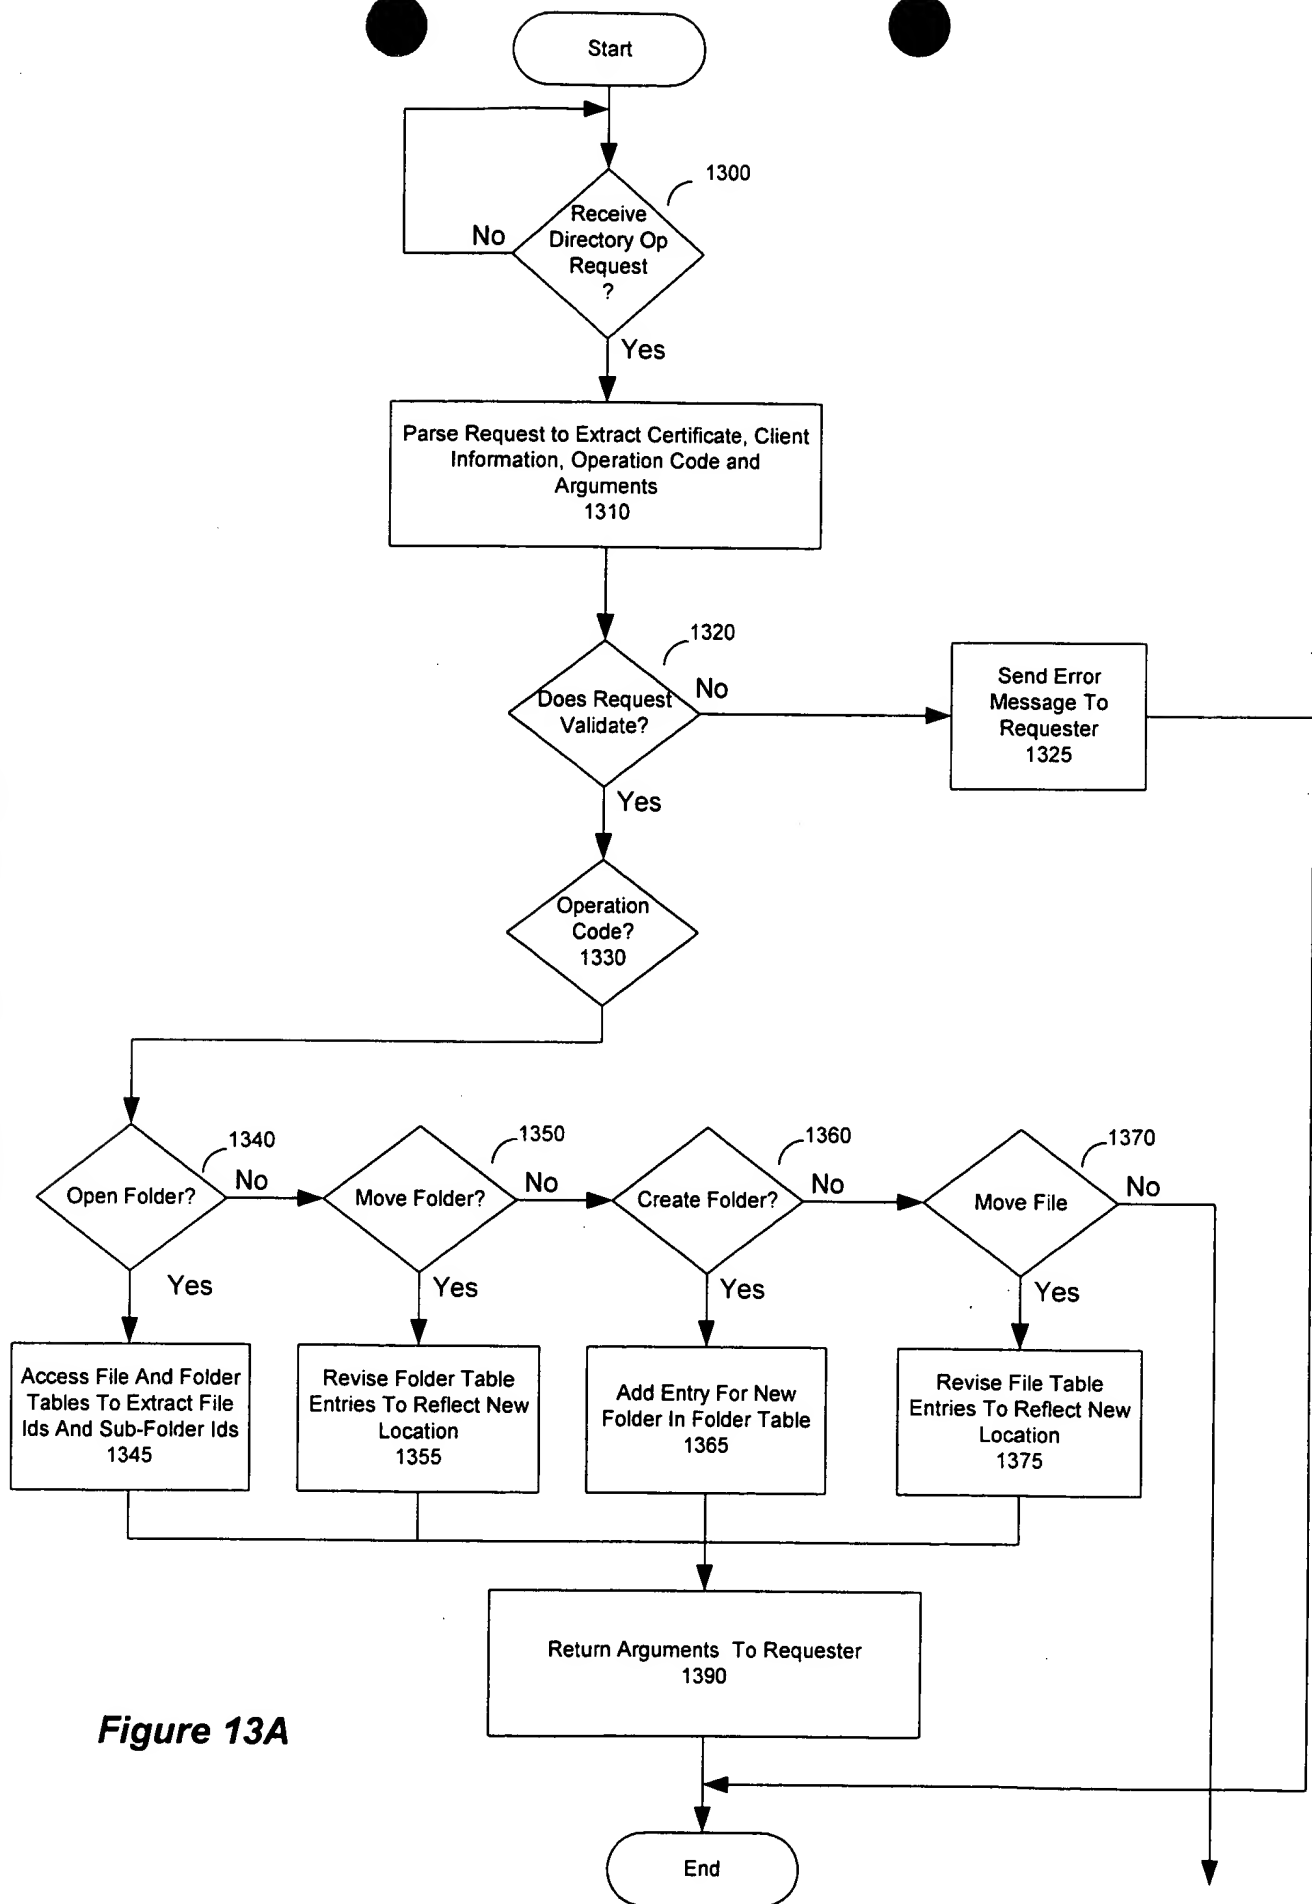 Start
1300
Receive
Directory Op
Request
?
No
Yes
Parse Request to Extract Certificate, Client
Information, Operation Code and
Arguments
1310
1320
Does Request
Validate?
No
Send Error
Message To
Requester
1325
Yes
Operation
Code?
1330
1340
Open Folder?
No
1350
Move Folder?
No
1360
Create Folder?
No
1370
Move File
No
Yes
Yes
Yes
Yes
Access File And Folder
Tables To Extract File
Ids And Sub-Folder Ids
1345
Revise Folder Table
Entries To Reflect New
Location
1355
Add Entry For New
Folder In Folder Table
1365
Revise File Table
Entries To Reflect New
Location
1375
Return Arguments To Requester
1390
Figure 13A
End